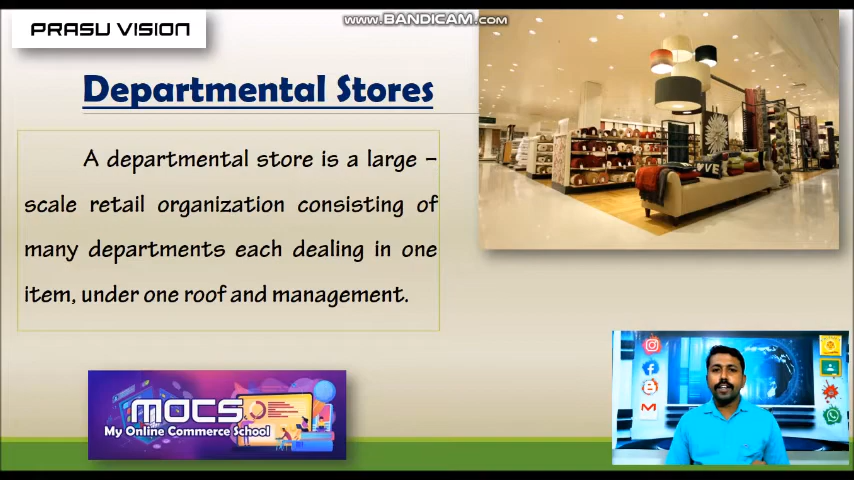 WWW.BANDICAM.COM
PRASU VISION
Departmental Stores
A departmental store is a large –
scale retail organization consisting of
many departments each dealing in one
item, under one roof and management.
MOCS
My Online Commerce School